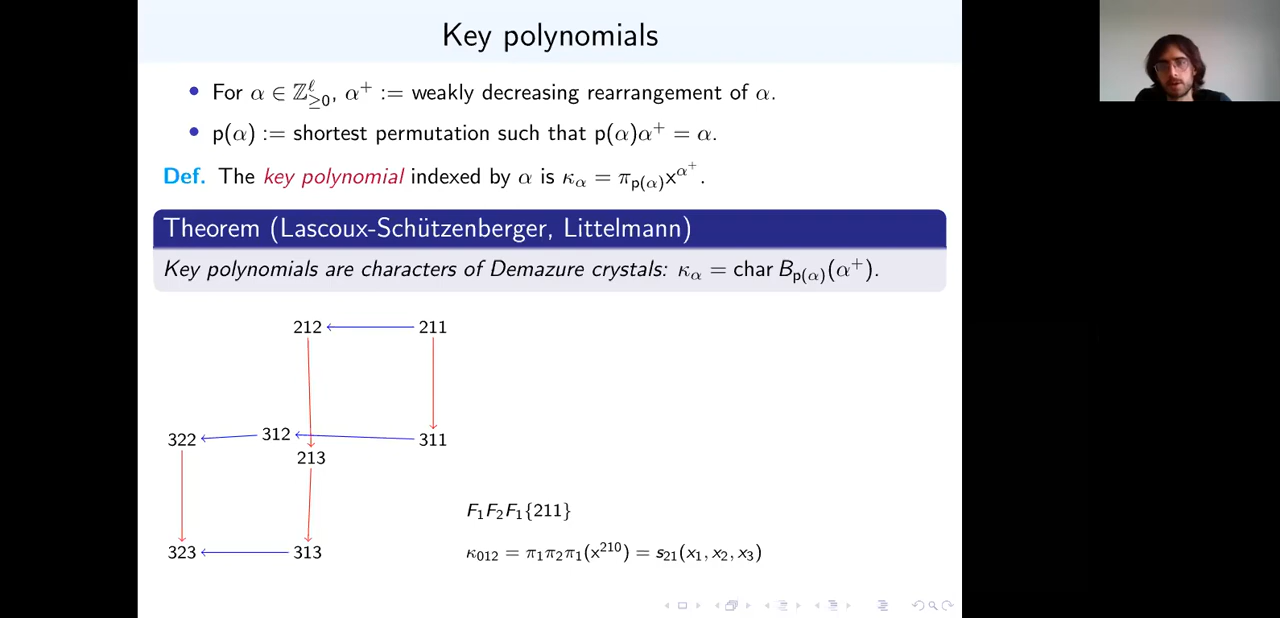 Key polynomials
• For α ∈ ℤ^ℓ_{≥0}, α⁺ := weakly decreasing rearrangement of α.
• p(α) := shortest permutation such that p(α)α⁺ = α.
Def. The key polynomial indexed by α is κ_α = π_{p(α)}x^{α⁺}.
Theorem (Lascoux-Schützenberger, Littelmann)
Key polynomials are characters of Demazure crystals: κ_α = char B_{p(α)}(α⁺).
212 211
322 312 311
213
F₁F₂F₁{211}
323 313
κ₀₁₂ = π₁π₂π₁(x²¹⁰) = s₂₁(x₁, x₂, x₃)